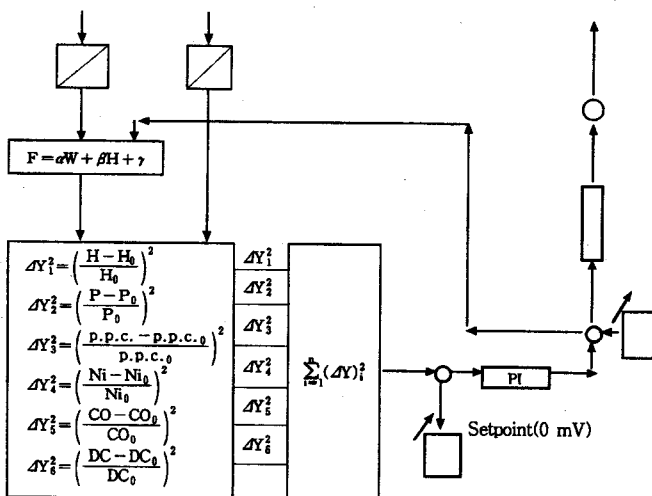 F = αW + βH + γ
ΔY₁² = ((H − H₀)/H₀)²
ΔY₂² = ((P − P₀)/P₀)²
ΔY₃² = ((p.p.c. − p.p.c.₀)/p.p.c.₀)²
ΔY₄² = ((Ni − Ni₀)/Ni₀)²
ΔY₅² = ((CO − CO₀)/CO₀)²
ΔY₆² = ((DC − DC₀)/DC₀)²
ΔY₁²
ΔY₂²
ΔY₃²
ΔY₄²
ΔY₅²
ΔY₆²
∑ᵢ₌₁ⁿ(ΔY)ᵢ²
PI
Setpoint(0 mV)